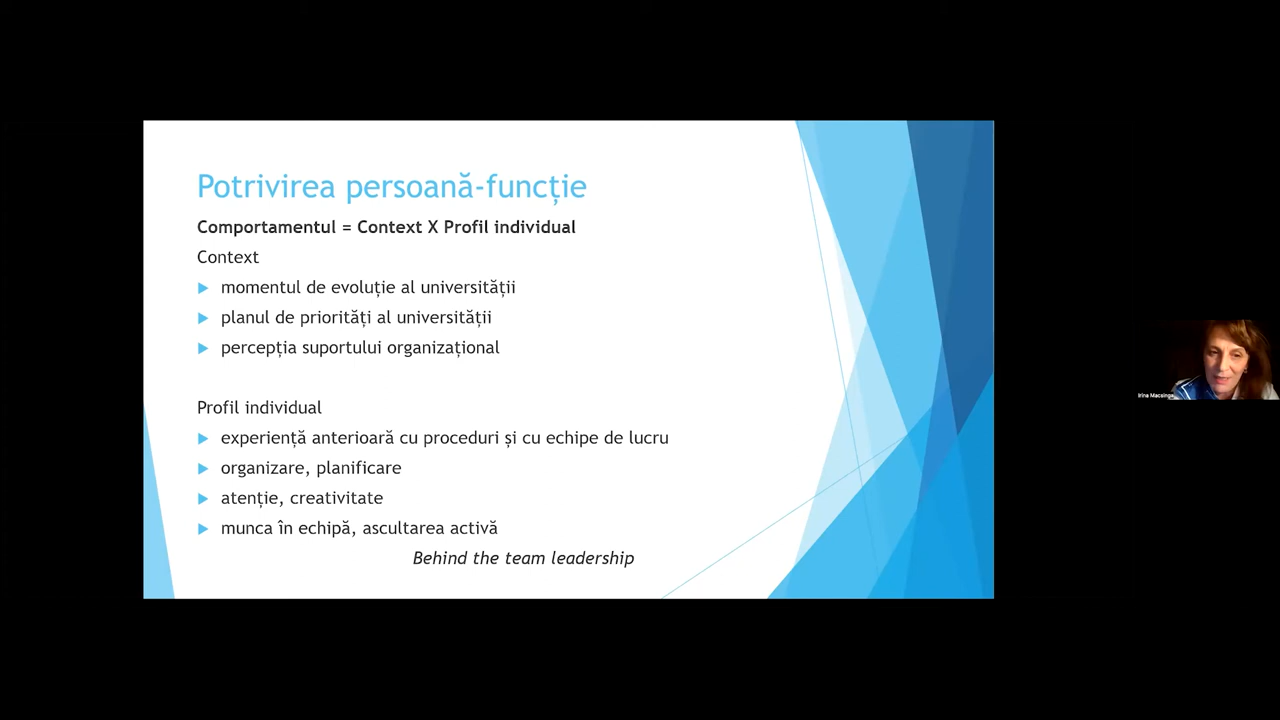 Potrivirea persoană-funcție
Comportamentul = Context X Profil individual
Context
momentul de evoluție al universității
planul de priorități al universității
percepția suportului organizațional
Profil individual
experiență anterioară cu proceduri și cu echipe de lucru
organizare, planificare
atenție, creativitate
munca în echipă, ascultarea activă
Behind the team leadership
Irina Macsinga